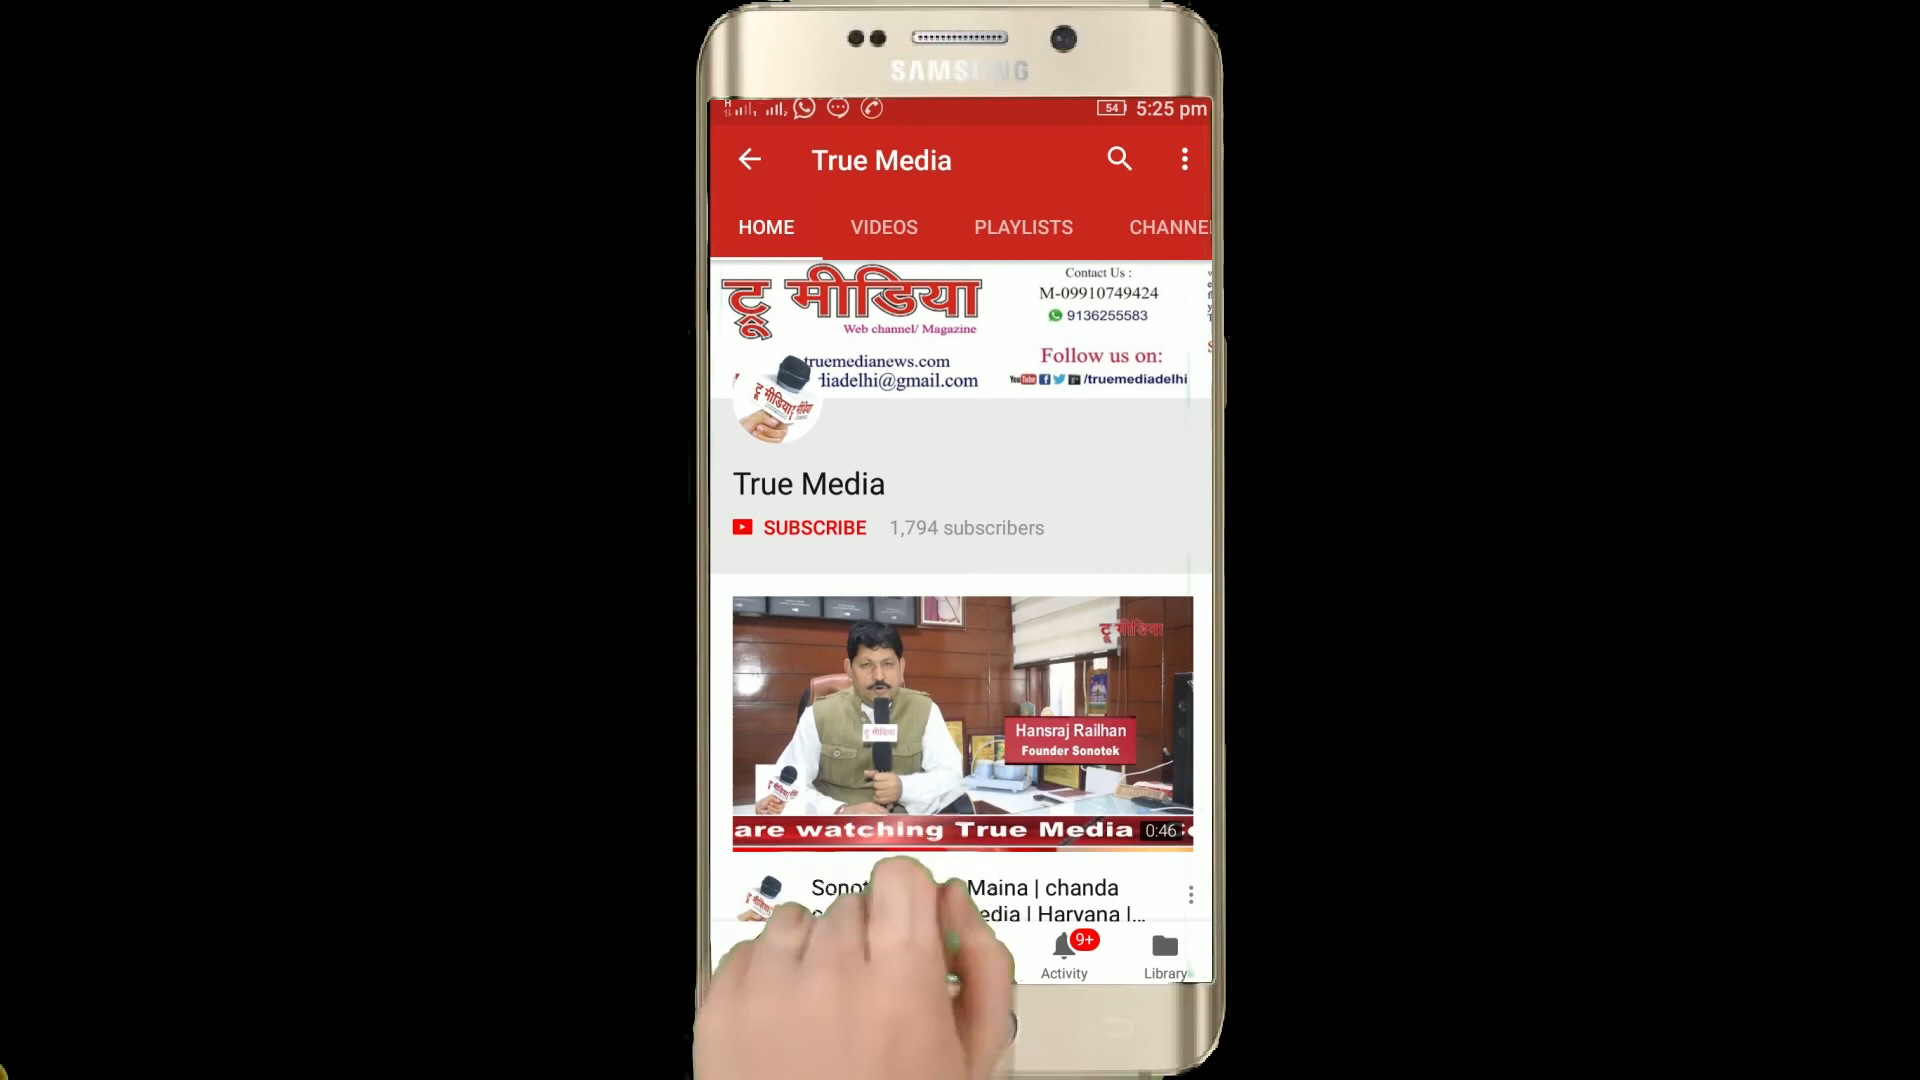 SAMSUNG
54 5:25 pm
True Media
HOME VIDEOS PLAYLISTS CHANNE
ट्रू मीडिया
Web channel/ Magazine
truemedianews.com
diadelhi@gmail.com
Contact Us :
M-09910749424
9136255583
Follow us on:
YouTube /truemediadelhi
True Media
SUBSCRIBE 1,794 subscribers
ट्रू मीडिया
Hansraj Railhan
Founder Sonotek
are watching True Media
0:46
Maina | chanda
edia | Haryana |...
9+
Activity
Library